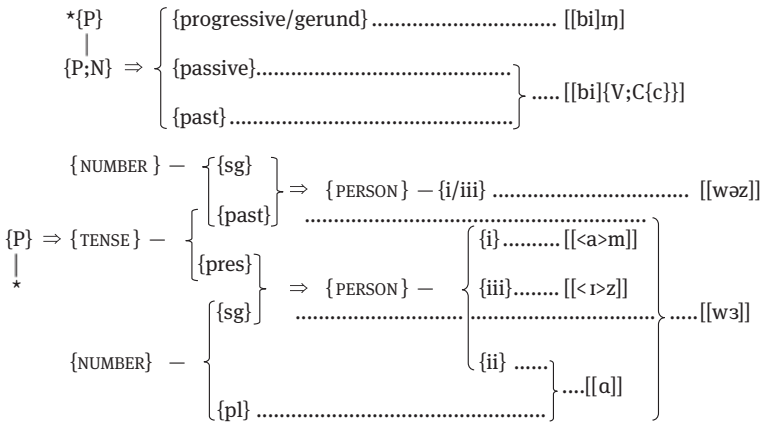 *{P}
{progressive/gerund} ................................ [[bi]ɪŋ]
{P;N} ⇒ {passive}............................................
..... [[bi]{V;C{c}}]
{past} .................................................
{NUMBER} — {sg}
⇒ {PERSON} — {i/iii} .................................. [[wəz]]
{past} ............................................................
{P} ⇒ {TENSE} — {i}.......... [[<a>m]]
*
{pres}
⇒ {PERSON} — {iii}........ [[<ɪ>z]]
{sg} ................................................................ .....[[wɜ]]
{NUMBER} — {ii} ......
....[[ɑ]]
{pl} ..................................................